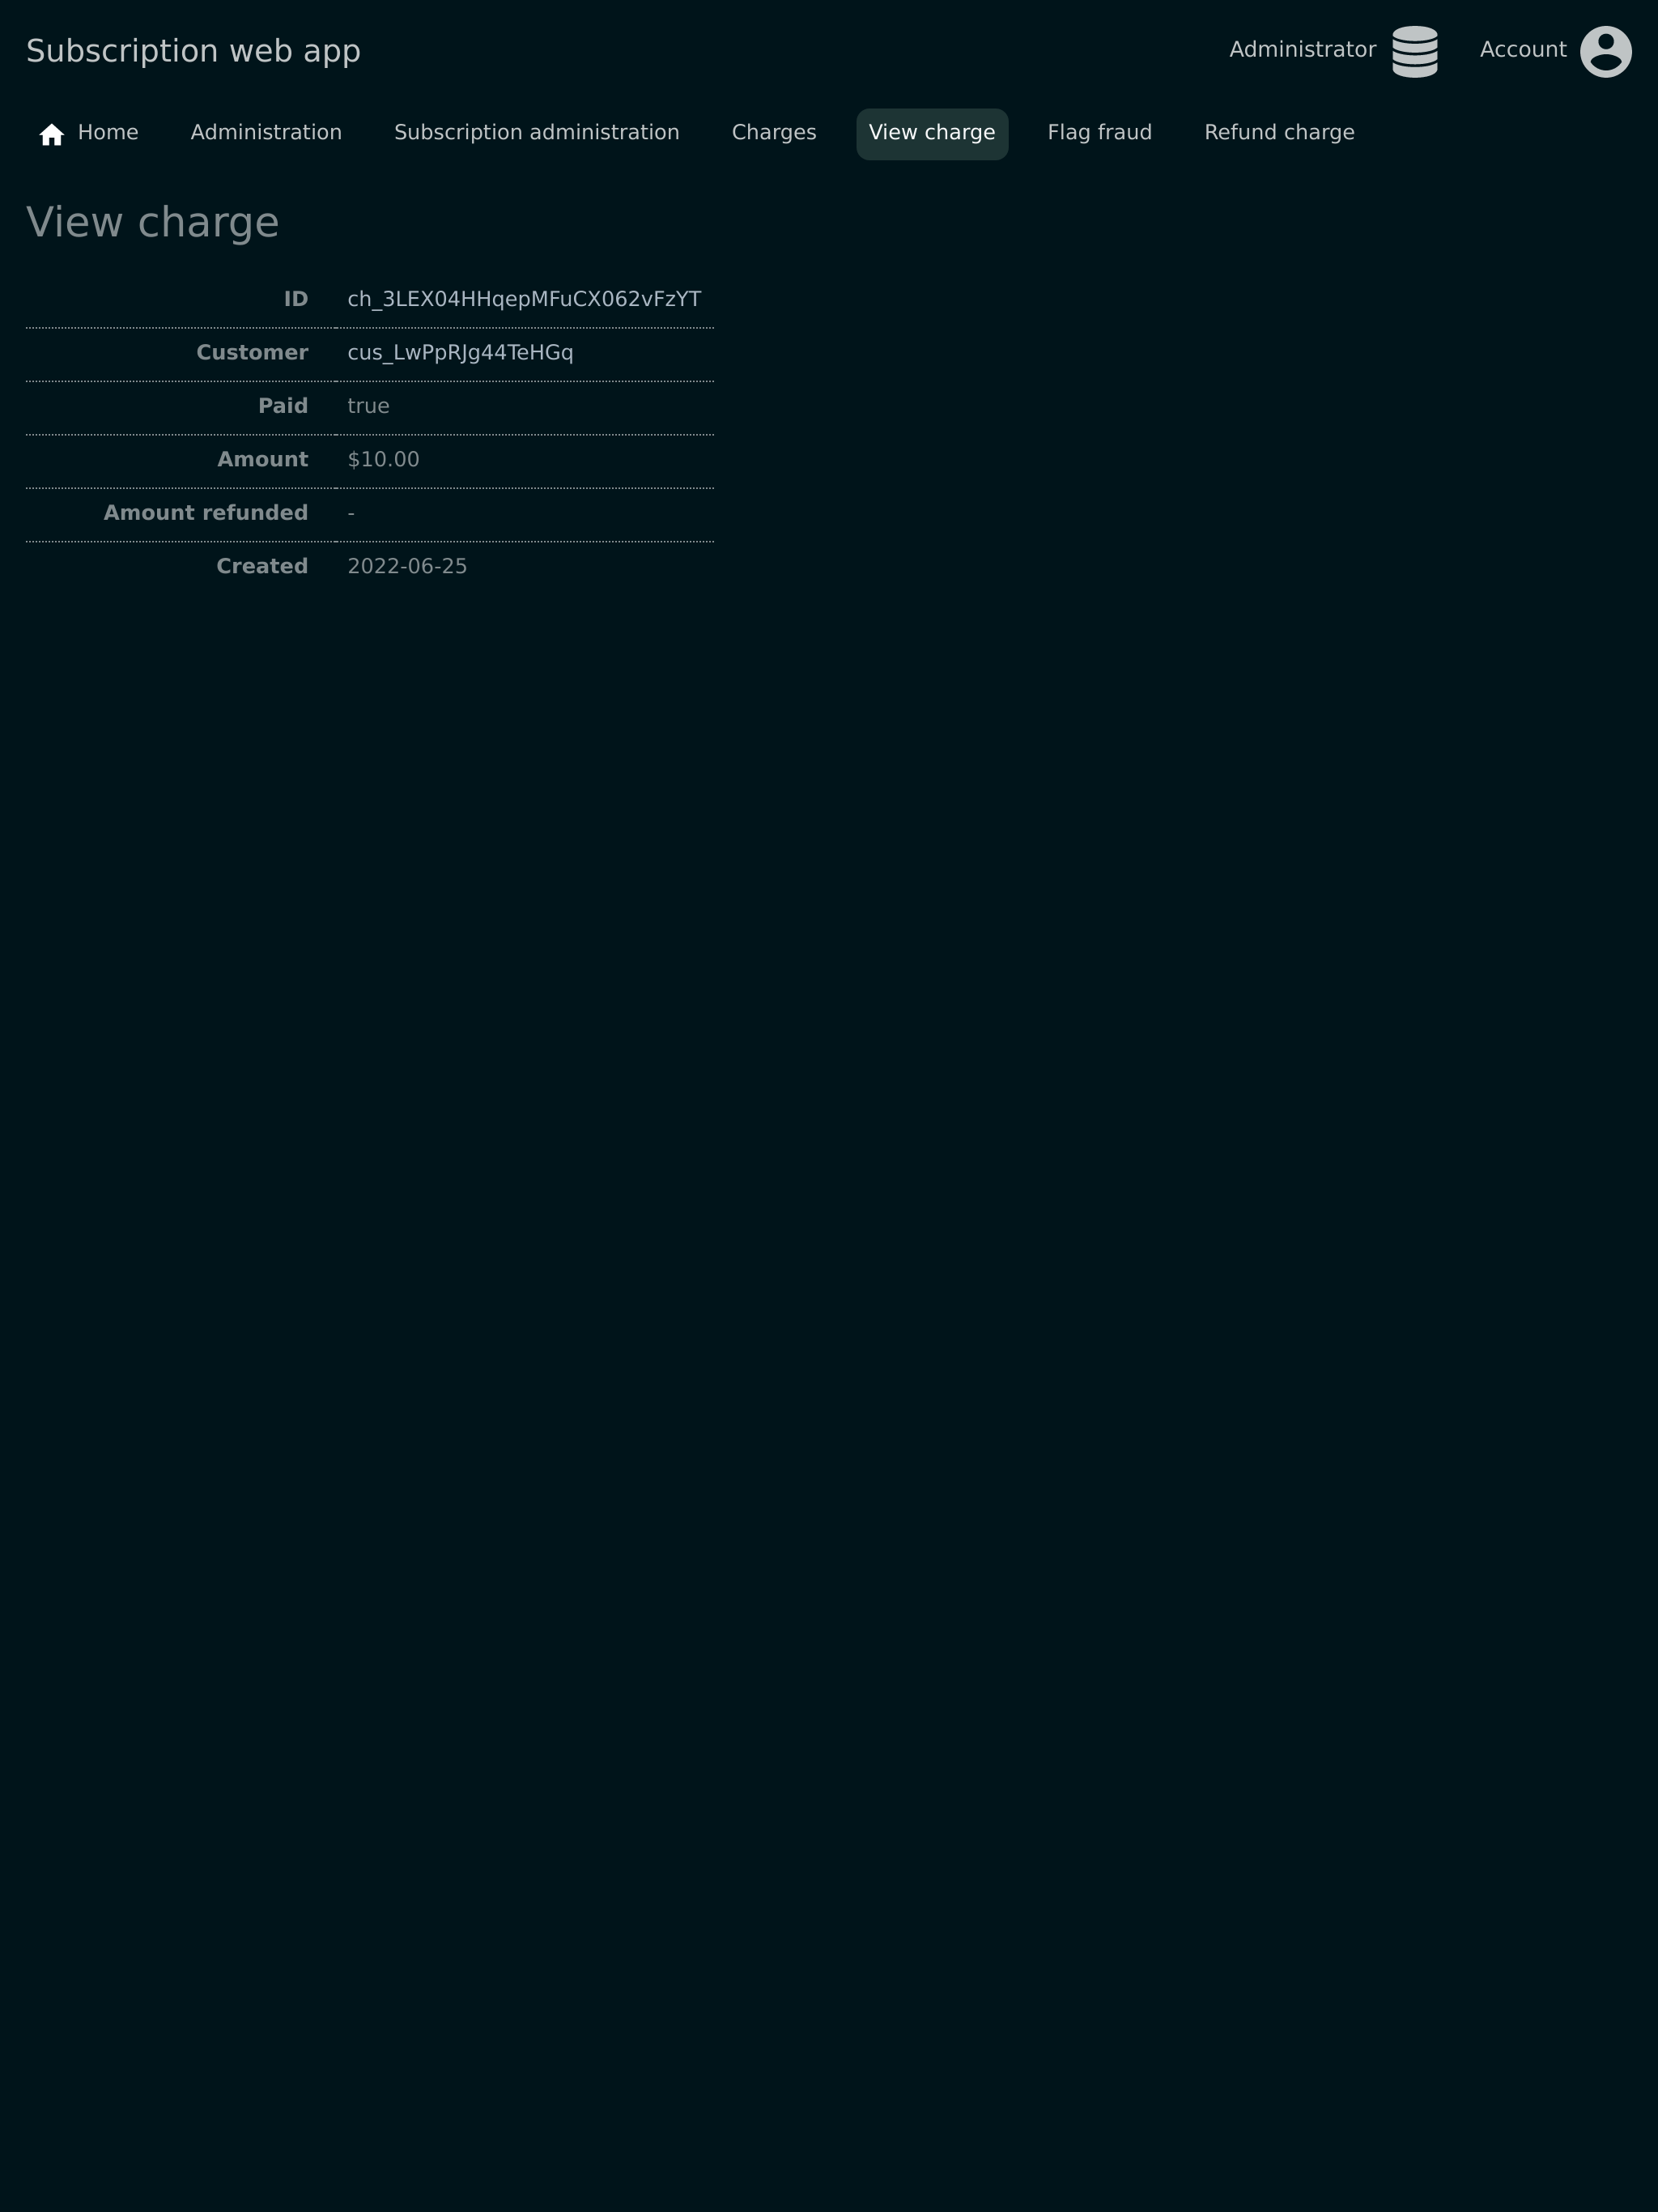 Subscription web app
Administrator Account
Home Administration Subscription administration Charges View charge Flag fraud Refund charge
View charge
ID ch_3LEX04HHqepMFuCX062vFzYT
Customer cus_LwPpRJg44TeHGq
Paid true
Amount $10.00
Amount refunded -
Created 2022-06-25